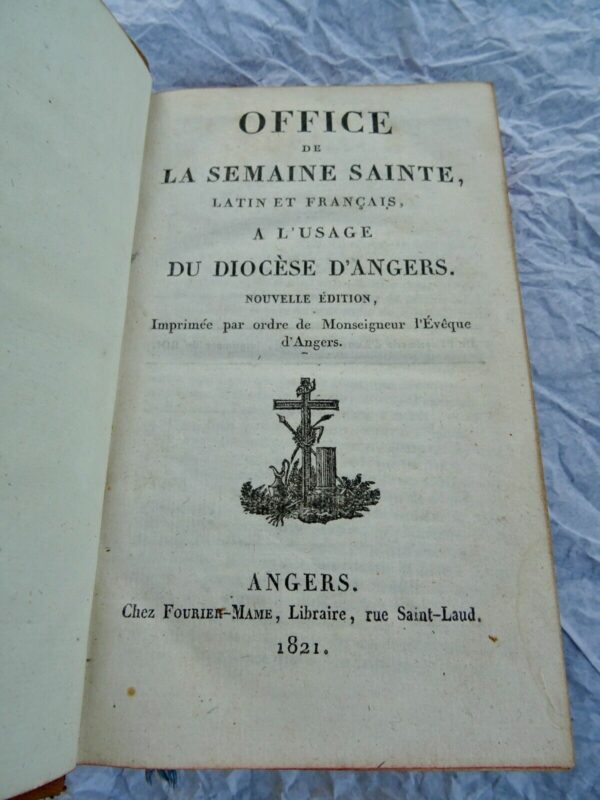 OFFICE
DE
LA SEMAINE SAINTE,
LATIN ET FRANÇAIS,
A L'USAGE
DU DIOCÈSE D'ANGERS.
NOUVELLE ÉDITION,
Imprimée par ordre de Monseigneur l'Évêque
d'Angers.
ANGERS.
Chez FOURIER-MAME, Libraire, rue Saint-Laud.
1821.